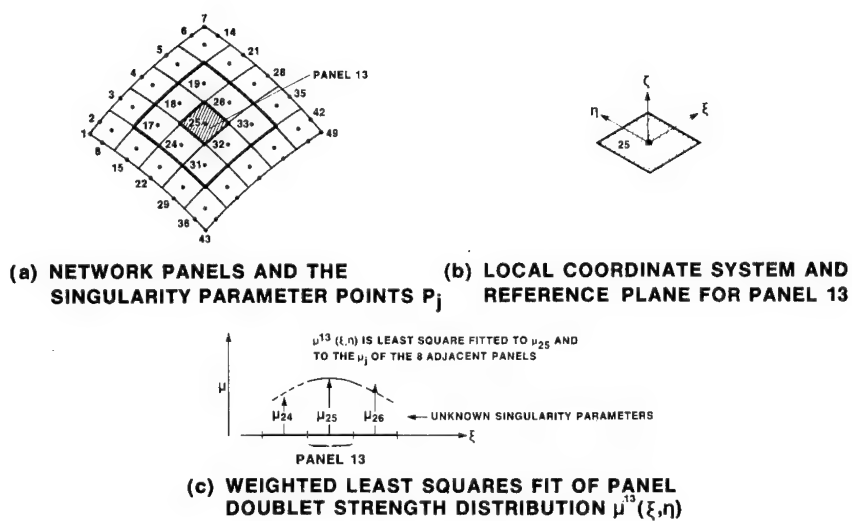 7
6
14
5
21
4
28
PANEL 13
3
19
35
18
26
2
42
17
25
33
1
49
8
24
32
15
31
22
29
36
43
ζ
η
ξ
25
(a) NETWORK PANELS AND THE
SINGULARITY PARAMETER POINTS Pj
(b) LOCAL COORDINATE SYSTEM AND
REFERENCE PLANE FOR PANEL 13
μ13 (ξ,η) IS LEAST SQUARE FITTED TO μ25 AND
TO THE μj OF THE 8 ADJACENT PANELS
μ
μ24
μ25
μ26
UNKNOWN SINGULARITY PARAMETERS
ξ
PANEL 13
(c) WEIGHTED LEAST SQUARES FIT OF PANEL
DOUBLET STRENGTH DISTRIBUTION μ13(ξ,η)